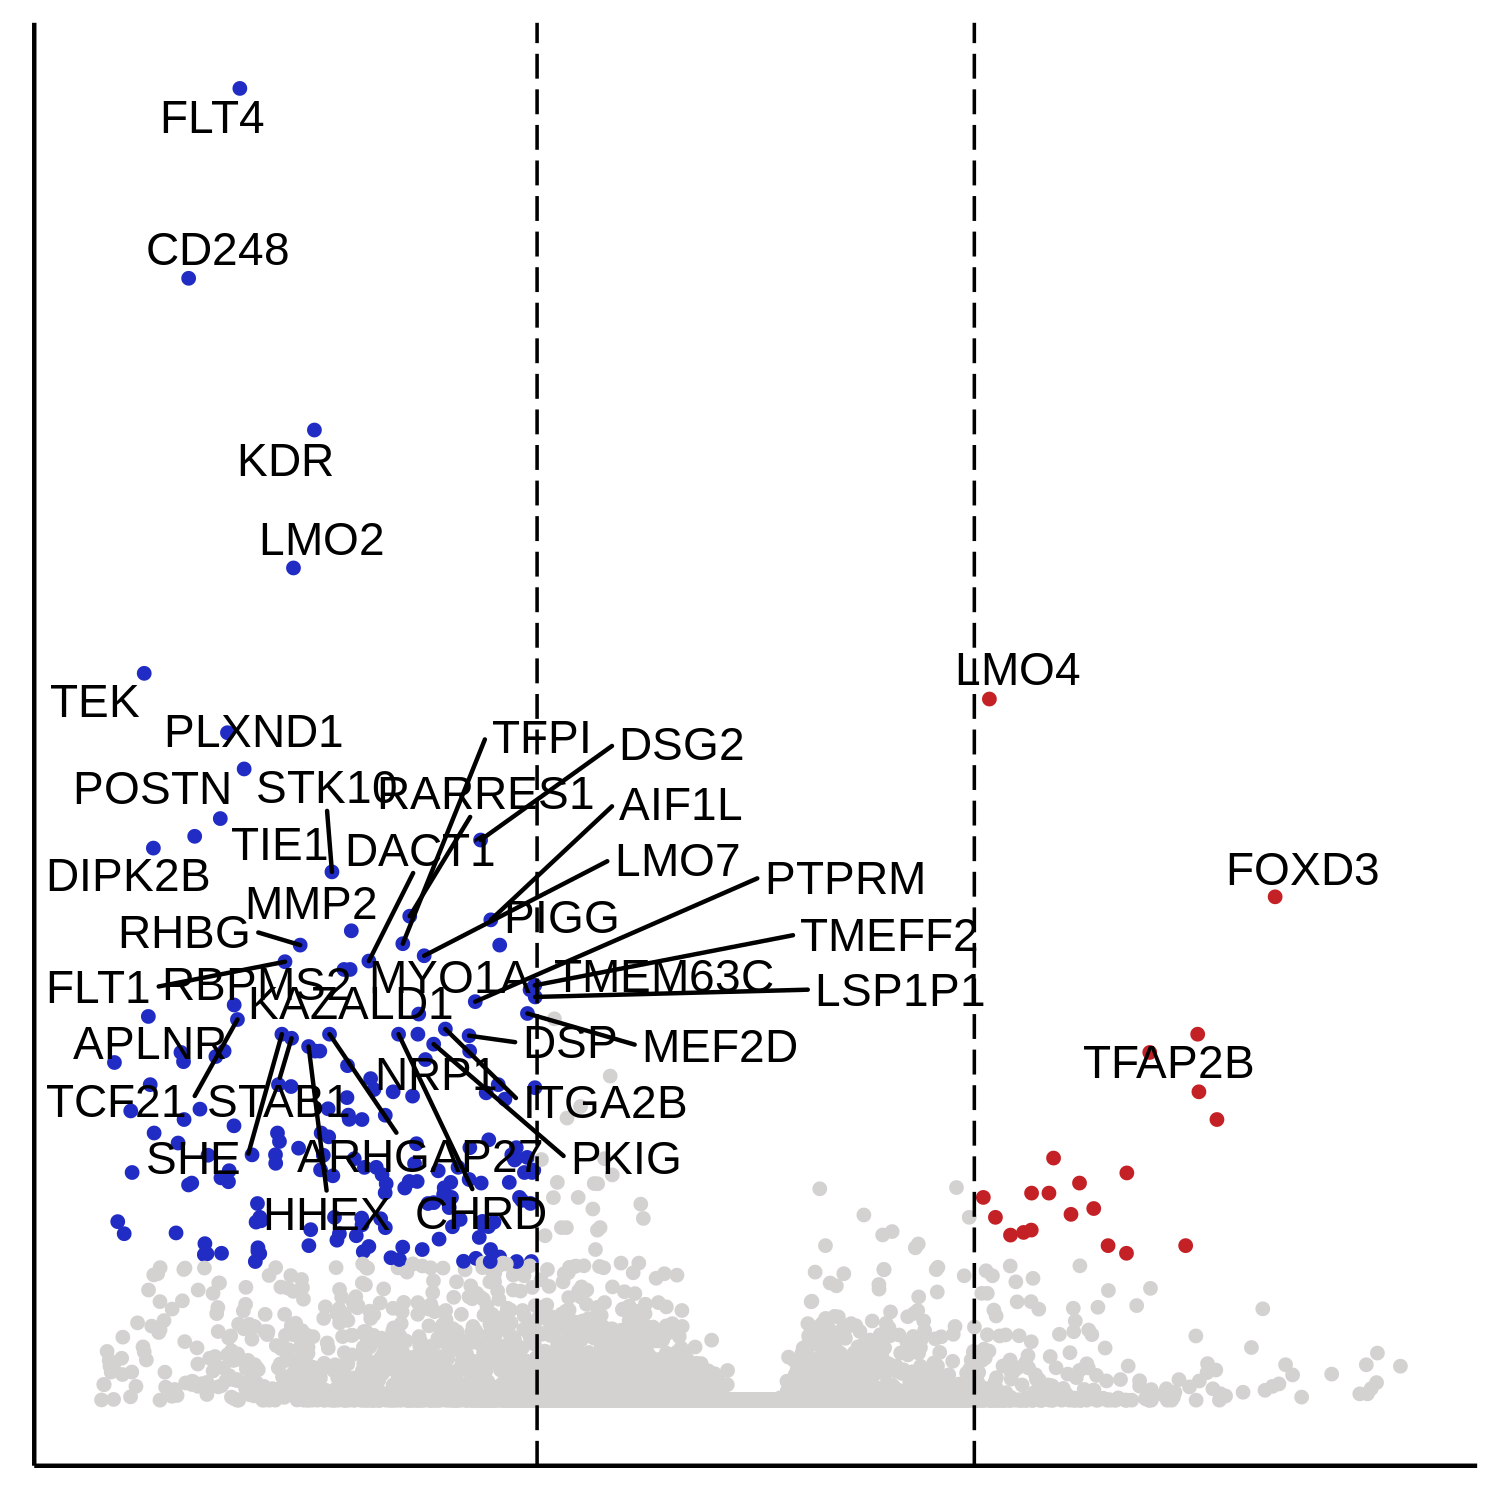 FLT4
CD248
KDR
LMO2
LMO4
TEK
PLXND1
TFPI
DSG2
POSTN
STK10
RARRES1
AIF1L
TIE1
DACT1
LMO7
DIPK2B
PTPRM
FOXD3
MMP2
RHBG
PIGG
TMEFF2
FLT1
RBPMS2
MYO1A
TMEM63C
LSP1P1
KAZALD1
APLNR
DSP
MEF2D
TFAP2B
NRP1
TCF21
STAB1
ITGA2B
SHE
ARHGAP27
PKIG
HHEX
CHRD